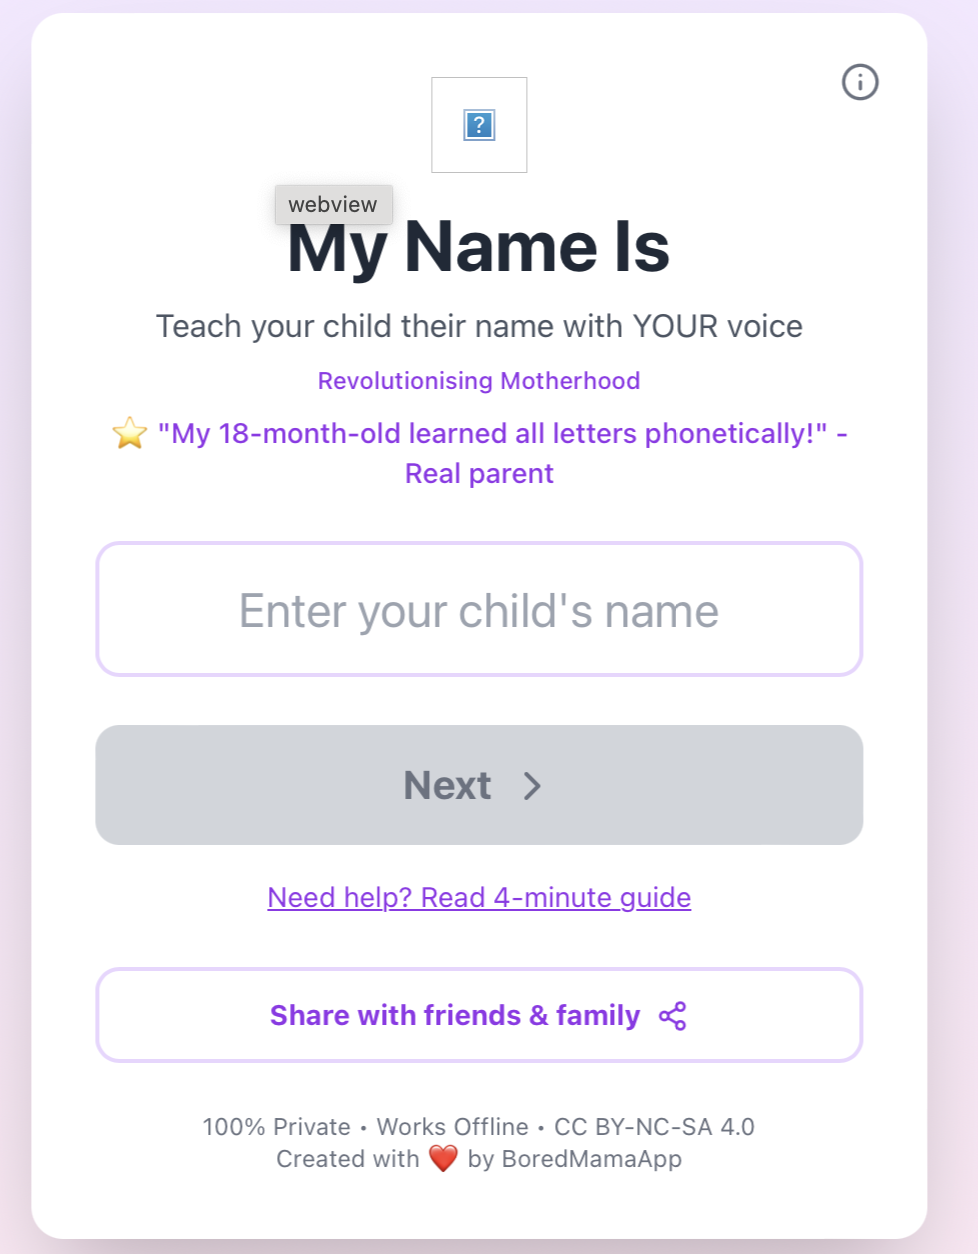 webview
My Name Is
Teach your child their name with YOUR voice
Revolutionising Motherhood
⭐ "My 18-month-old learned all letters phonetically!" -
Real parent
Enter your child's name
Next
Need help? Read 4-minute guide
Share with friends & family
100% Private • Works Offline • CC BY-NC-SA 4.0
Created with ❤️ by BoredMamaApp